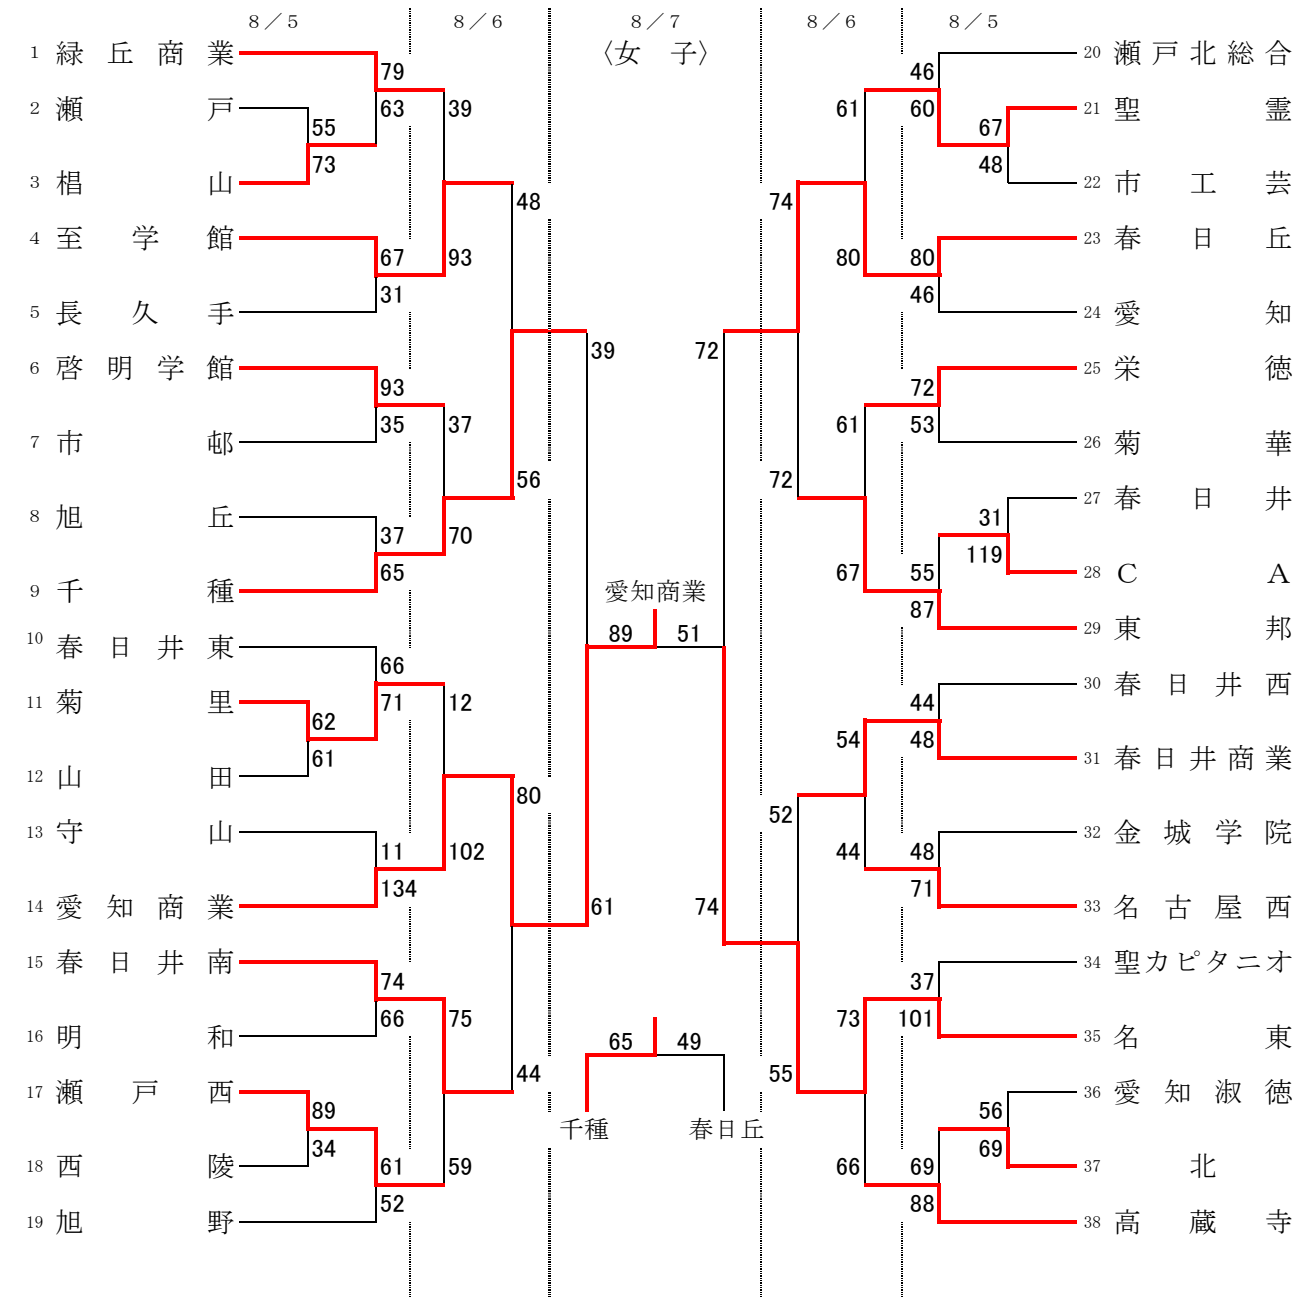 8／5 8／6 8／7 8／6 8／5
〈女 子〉
1 緑丘商業
79
2 瀬戸
63
39
55
73
3 椙山
48
4 至学館
67
93
31
5 長久手
39
6 啓明学館
93
35
37
7 市邨
56
8 旭丘
37
70
65
9 千種
10 春日井東
66
11 菊里
71
12
62
61
12 山田
80
13 守山
11
102
134
14 愛知商業
61
15 春日井南
74
66
75
16 明和
44
17 瀬戸西
89
34
18 西陵
61
59
52
19 旭野
愛知商業
89 51
65 49
千種 春日丘
20 瀬戸北総合
46
61
60
21 聖霊
67
48
22 市工芸
74
23 春日丘
80
80
46
24 愛知
72
25 栄徳
72
61
53
26 菊華
72
27 春日井
31
119
28 CA
67
55
87
29 東邦
30 春日井西
44
54
48
31 春日井商業
52
32 金城学院
44
48
71
33 名古屋西
74
34 聖カピタニオ
37
73
101
35 名東
55
36 愛知淑徳
56
69
37 北
66
69
88
38 高蔵寺